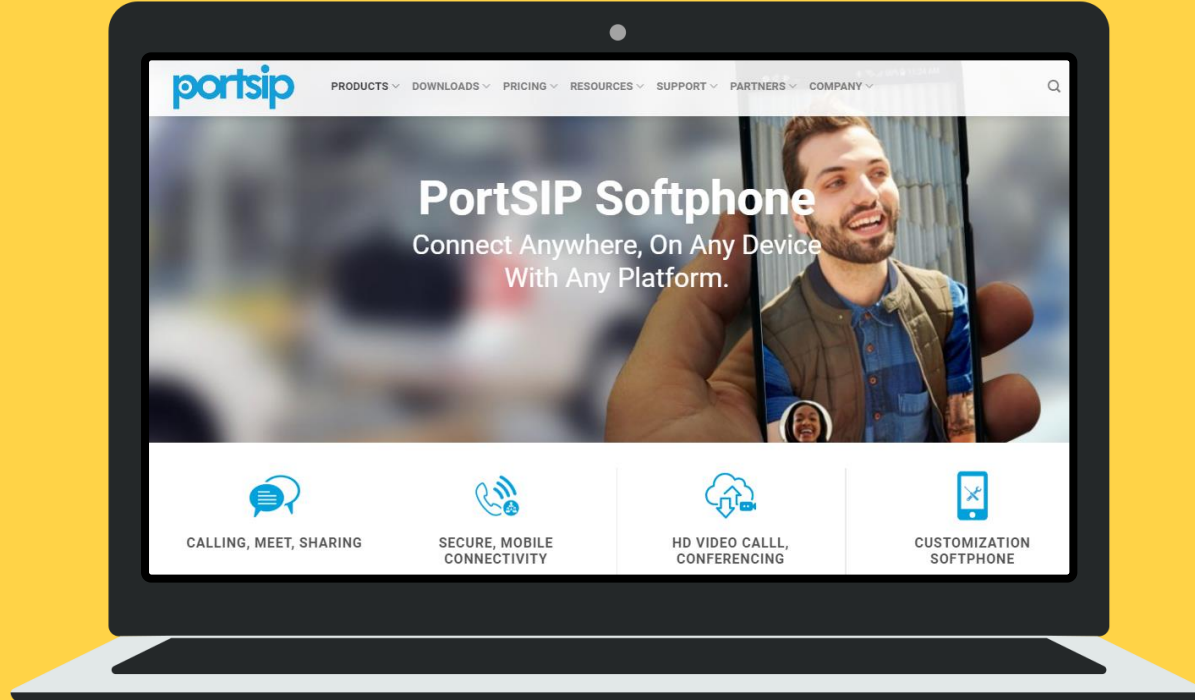 portsip
PRODUCTS DOWNLOADS PRICING RESOURCES SUPPORT PARTNERS COMPANY
PortSIP Softphone
Connect Anywhere, On Any Device
With Any Platform.
CALLING, MEET, SHARING
SECURE, MOBILE
CONNECTIVITY
HD VIDEO CALLL,
CONFERENCING
CUSTOMIZATION
SOFTPHONE